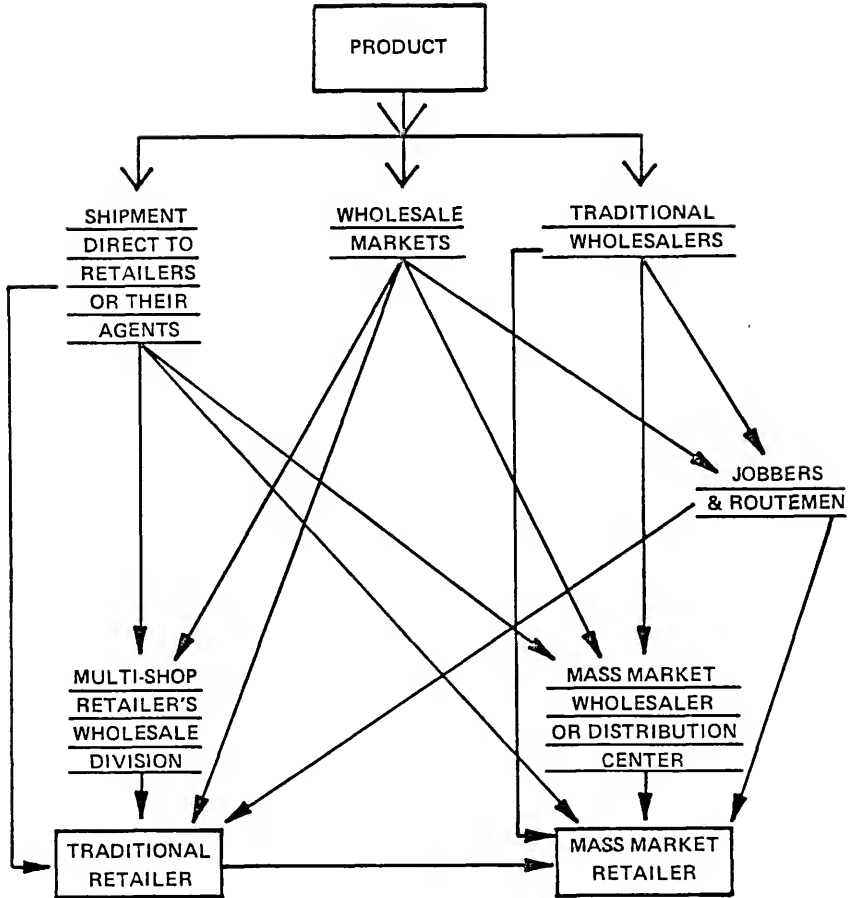 PRODUCT
SHIPMENT
DIRECT TO
RETAILERS
OR THEIR
AGENTS
WHOLESALE
MARKETS
TRADITIONAL
WHOLESALERS
JOBBERS
& ROUTEMEN
MULTI-SHOP
RETAILER'S
WHOLESALE
DIVISION
MASS MARKET
WHOLESALER
OR DISTRIBUTION
CENTER
TRADITIONAL
RETAILER
MASS MARKET
RETAILER